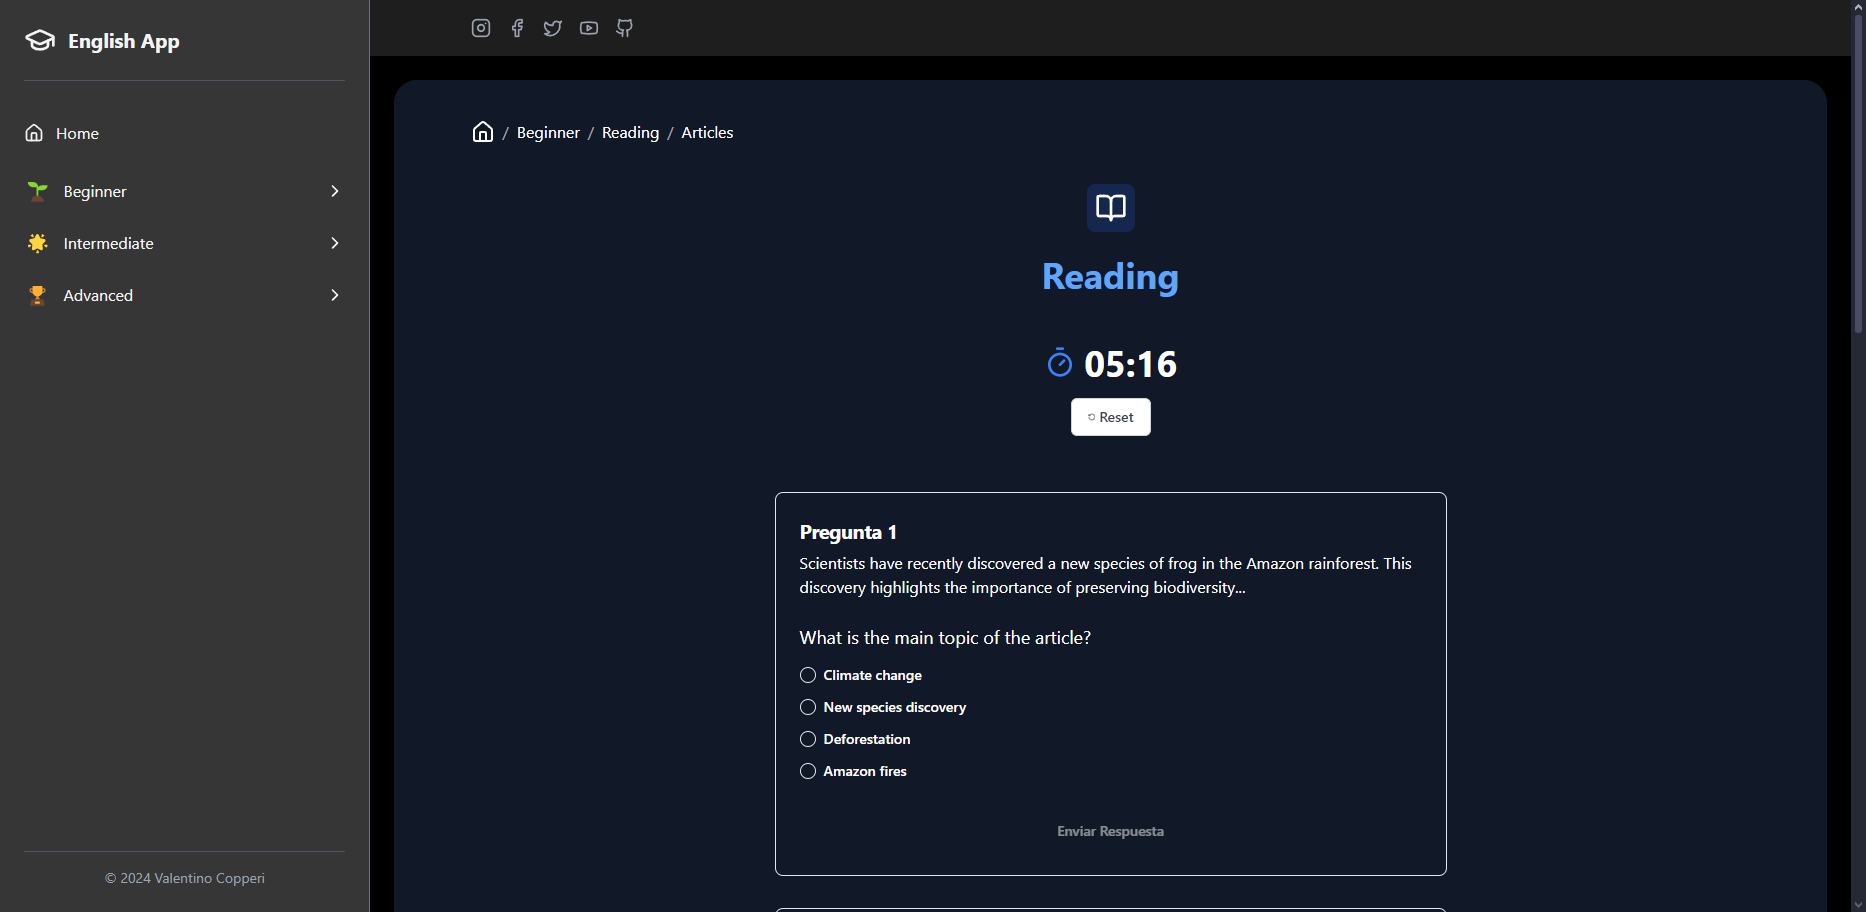 English App
Home
Beginner
Intermediate
Advanced
© 2024 Valentino Copperi
/ Beginner / Reading / Articles
Reading
05:16
Reset
Pregunta 1
Scientists have recently discovered a new species of frog in the Amazon rainforest. This
discovery highlights the importance of preserving biodiversity...
What is the main topic of the article?
Climate change
New species discovery
Deforestation
Amazon fires
Enviar Respuesta